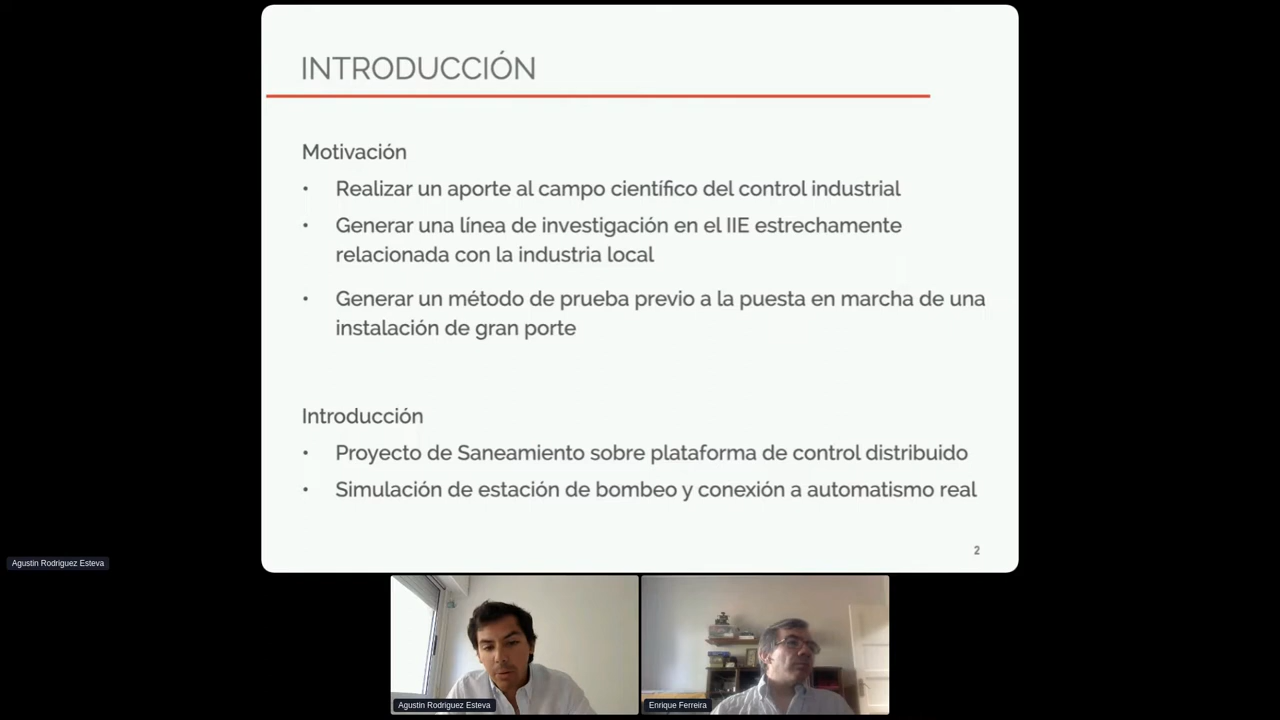 INTRODUCCIÓN
Motivación
• Realizar un aporte al campo científico del control industrial
• Generar una línea de investigación en el IIE estrechamente
relacionada con la industria local
• Generar un método de prueba previo a la puesta en marcha de una
instalación de gran porte
Introducción
• Proyecto de Saneamiento sobre plataforma de control distribuido
• Simulación de estación de bombeo y conexión a automatismo real
2
Agustin Rodriguez Esteva
Agustin Rodriguez Esteva
Enrique Ferreira